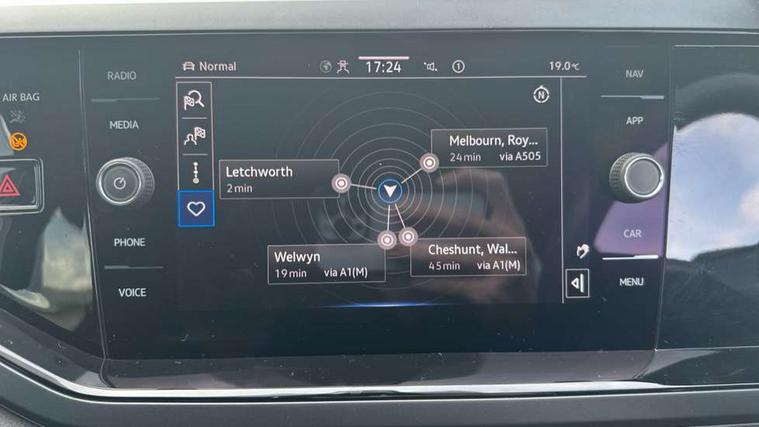 AIR BAG
RADIO
MEDIA
PHONE
VOICE
Normal
17:24
1
19.0°C
N
Letchworth
2 min
Melbourn, Roy...
24 min via A505
Welwyn
19 min via A1(M)
Cheshunt, Wal...
45 min via A1(M)
NAV
APP
CAR
MENU